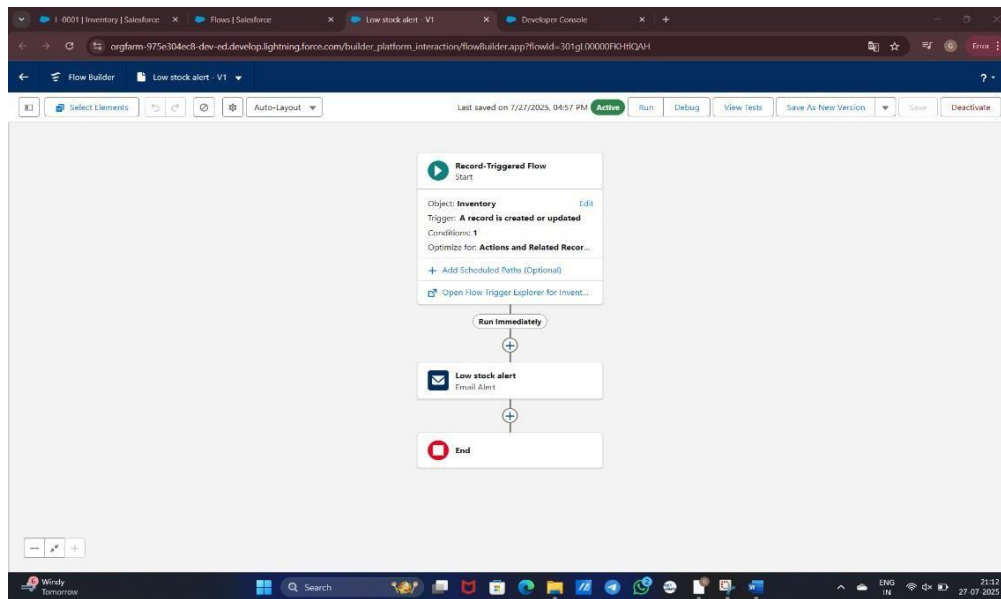 I -0001 | Inventory | Salesforce
Flows | Salesforce
Low stock alert - V1
Developer Console
orgfarm-975e304ec8-dev-ed.develop.lightning.force.com/builder_platform_interaction/flowBuilder.app?flowId=301gL00000FKHtlQAH
G
Error
Flow Builder
Low stock alert - V1
?
Select Elements
Auto-Layout
Last saved on 7/27/2025, 04:57 PM
Active
Run
Debug
View Tests
Save As New Version
Save
Deactivate
Record-Triggered Flow
Start
Object: Inventory
Edit
Trigger: A record is created or updated
Conditions: 1
Optimize for: Actions and Related Recor...
+ Add Scheduled Paths (Optional)
Open Flow Trigger Explorer for Invent...
Run Immediately
Low stock alert
Email Alert
End
Windy
Tomorrow
Search
ENG
IN
21:12
27-07-2025